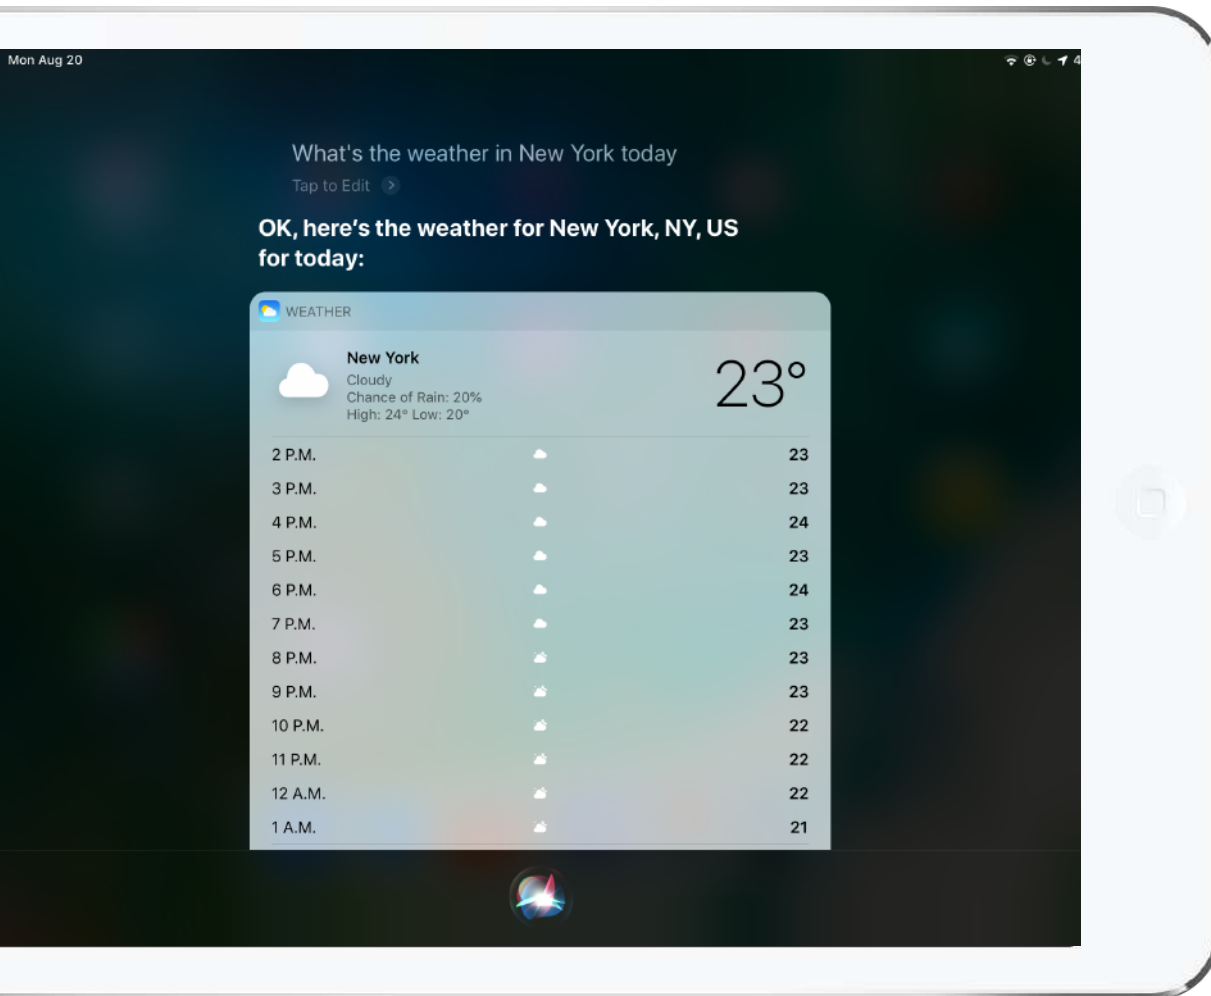 Mon Aug 20
4
What's the weather in New York today
Tap to Edit
OK, here's the weather for New York, NY, US
for today:
WEATHER
New York
Cloudy
Chance of Rain: 20%
High: 24° Low: 20°
23°
2 P.M. 23
3 P.M. 23
4 P.M. 24
5 P.M. 23
6 P.M. 24
7 P.M. 23
8 P.M. 23
9 P.M. 23
10 P.M. 22
11 P.M. 22
12 A.M. 22
1 A.M. 21